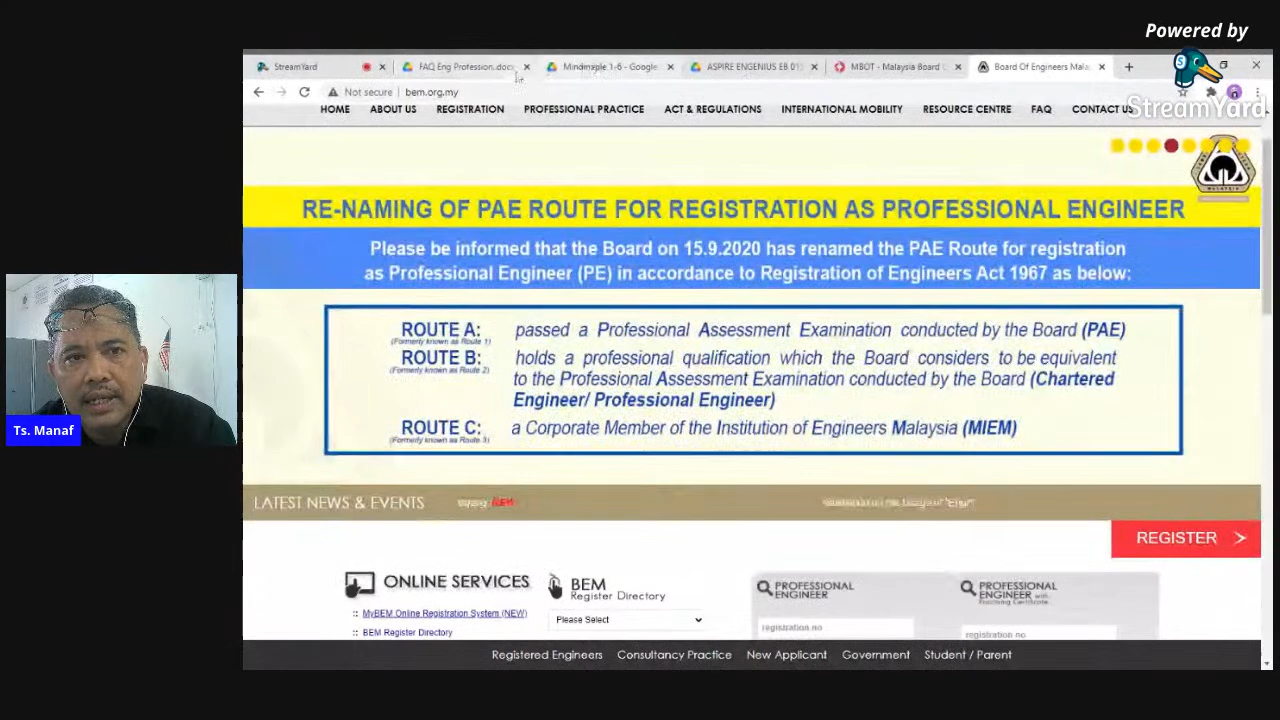 Powered by
StreamYard
StreamYard
FAQ Eng Profession.docx
Mindmaple 1-6 - Google
ASPIRE ENGENIUS EB 01
MBOT - Malaysia Board
Board Of Engineers Mala
Not secure
bem.org.my
HOME
ABOUT US
REGISTRATION
PROFESSIONAL PRACTICE
ACT & REGULATIONS
INTERNATIONAL MOBILITY
RESOURCE CENTRE
FAQ
CONTACT US
RE-NAMING OF PAE ROUTE FOR REGISTRATION AS PROFESSIONAL ENGINEER
Please be informed that the Board on 15.9.2020 has renamed the PAE Route for registration
as Professional Engineer (PE) in accordance to Registration of Engineers Act 1967 as below:
ROUTE A: passed a Professional Assessment Examination conducted by the Board (PAE)
(Formerly known as Route 1)
ROUTE B: holds a professional qualification which the Board considers to be equivalent
(Formerly known as Route 2)
to the Professional Assessment Examination conducted by the Board (Chartered
Engineer/ Professional Engineer)
ROUTE C: a Corporate Member of the Institution of Engineers Malaysia (MIEM)
(Formerly known as Route 3)
Ts. Manaf
LATEST NEWS & EVENTS
NEW
REGISTER
ONLINE SERVICES
:: MyBEM Online Registration System (NEW)
:: BEM Register Directory
BEM
Register Directory
Please Select
PROFESSIONAL
ENGINEER
registration no
PROFESSIONAL
ENGINEER with
Practising Certificate
registration no
Registered Engineers
Consultancy Practice
New Applicant
Government
Student / Parent